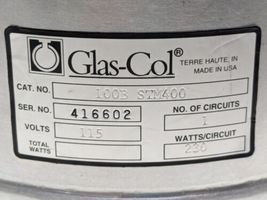 Glas-Col®
TERRE HAUTE, IN
MADE IN USA
CAT. NO. 100B STM400
SER. NO. 416602
NO. OF CIRCUITS
1
VOLTS 115
WATTS/CIRCUIT
230
TOTAL WATTS